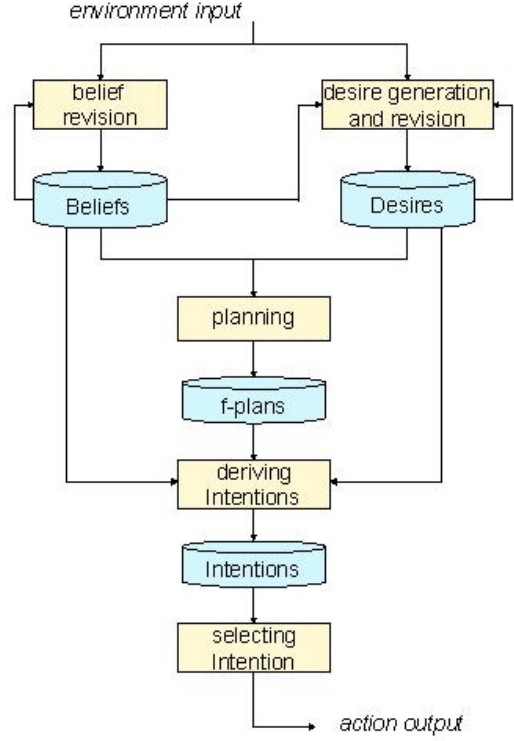 environment input
belief
revision
desire generation
and revision
Beliefs
Desires
planning
f-plans
deriving
Intentions
Intentions
selecting
Intention
action output